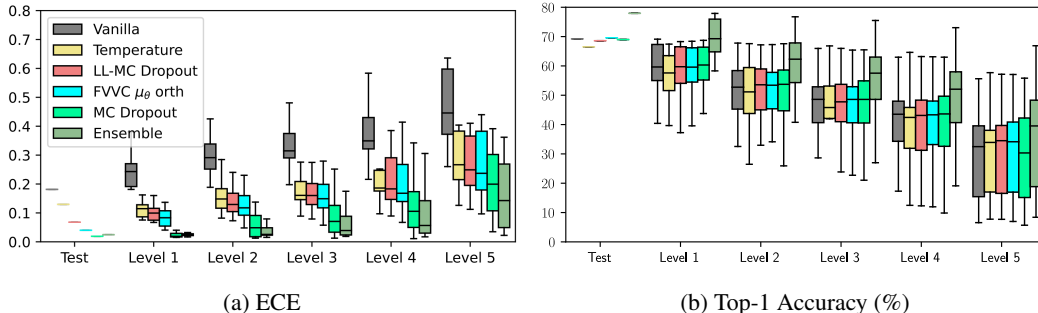 0.8
0.7
0.6
0.5
0.4
0.3
0.2
0.1
0.0
Vanilla
Temperature
LL-MC Dropout
FVVC μθ orth
MC Dropout
Ensemble
Test Level 1 Level 2 Level 3 Level 4 Level 5
(a) ECE
80
70
60
50
40
30
20
10
0
Test Level 1 Level 2 Level 3 Level 4 Level 5
(b) Top-1 Accuracy (%)